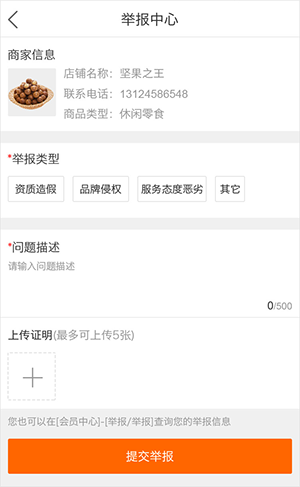 举报中心
商家信息
店铺名称：坚果之王
联系电话：13124586548
商品类型：休闲零食
*举报类型
资质造假 品牌侵权 服务态度恶劣 其它
*问题描述
请输入问题描述
0/500
上传证明(最多可上传5张)
您也可以在[会员中心]-[举报/举报]查询您的举报信息
提交举报